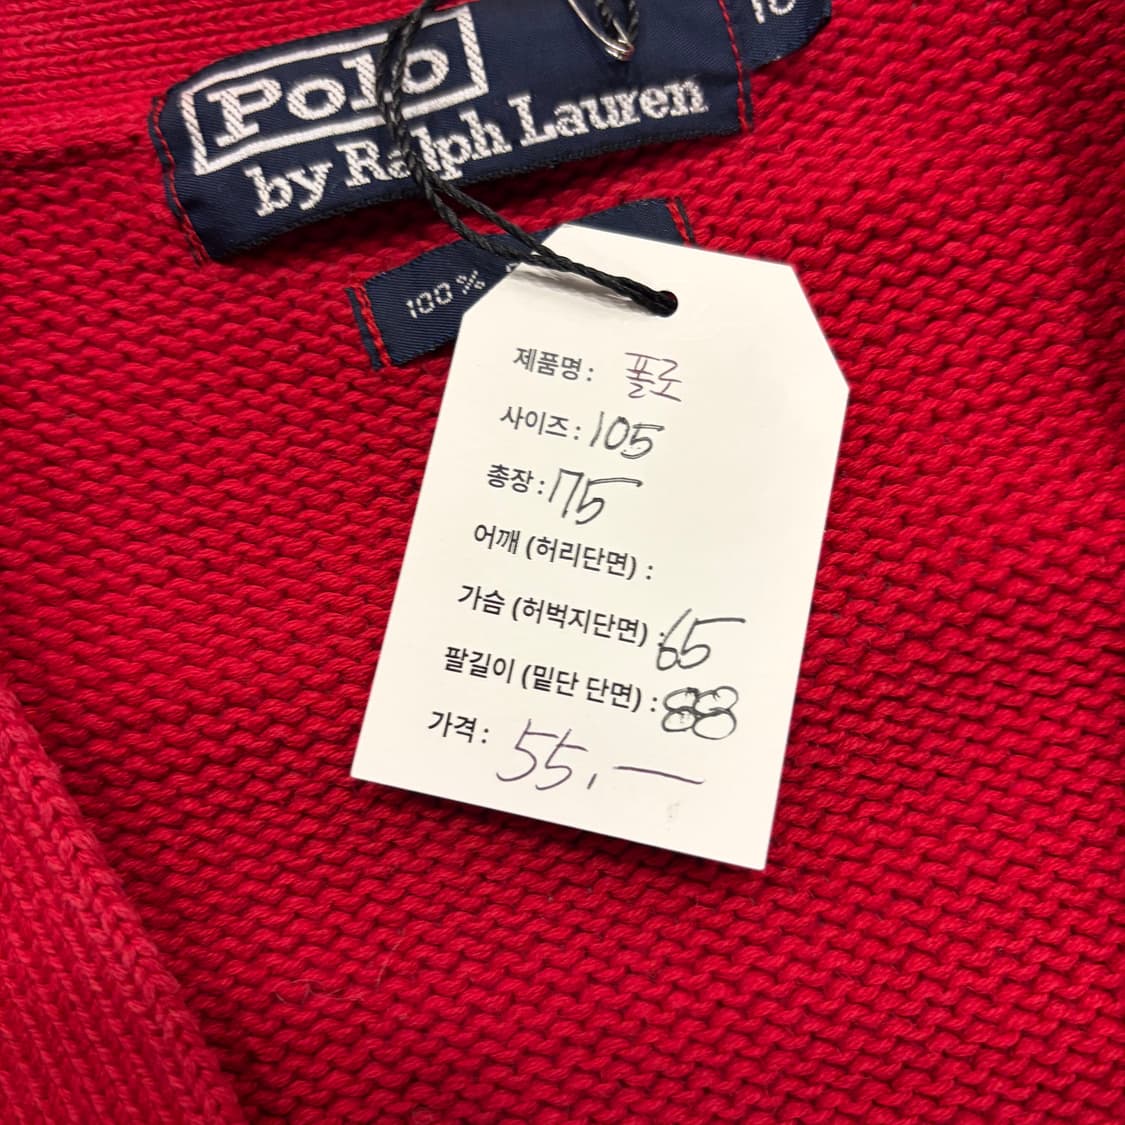 Polo
by Ralph Lauren
100 %
제품명 : 폴로
사이즈 : 105
총장 : 75
어깨 (허리단면) :
가슴 (허벅지단면) : 65
팔길이 (밑단 단면) : 88
가격 : 55,—